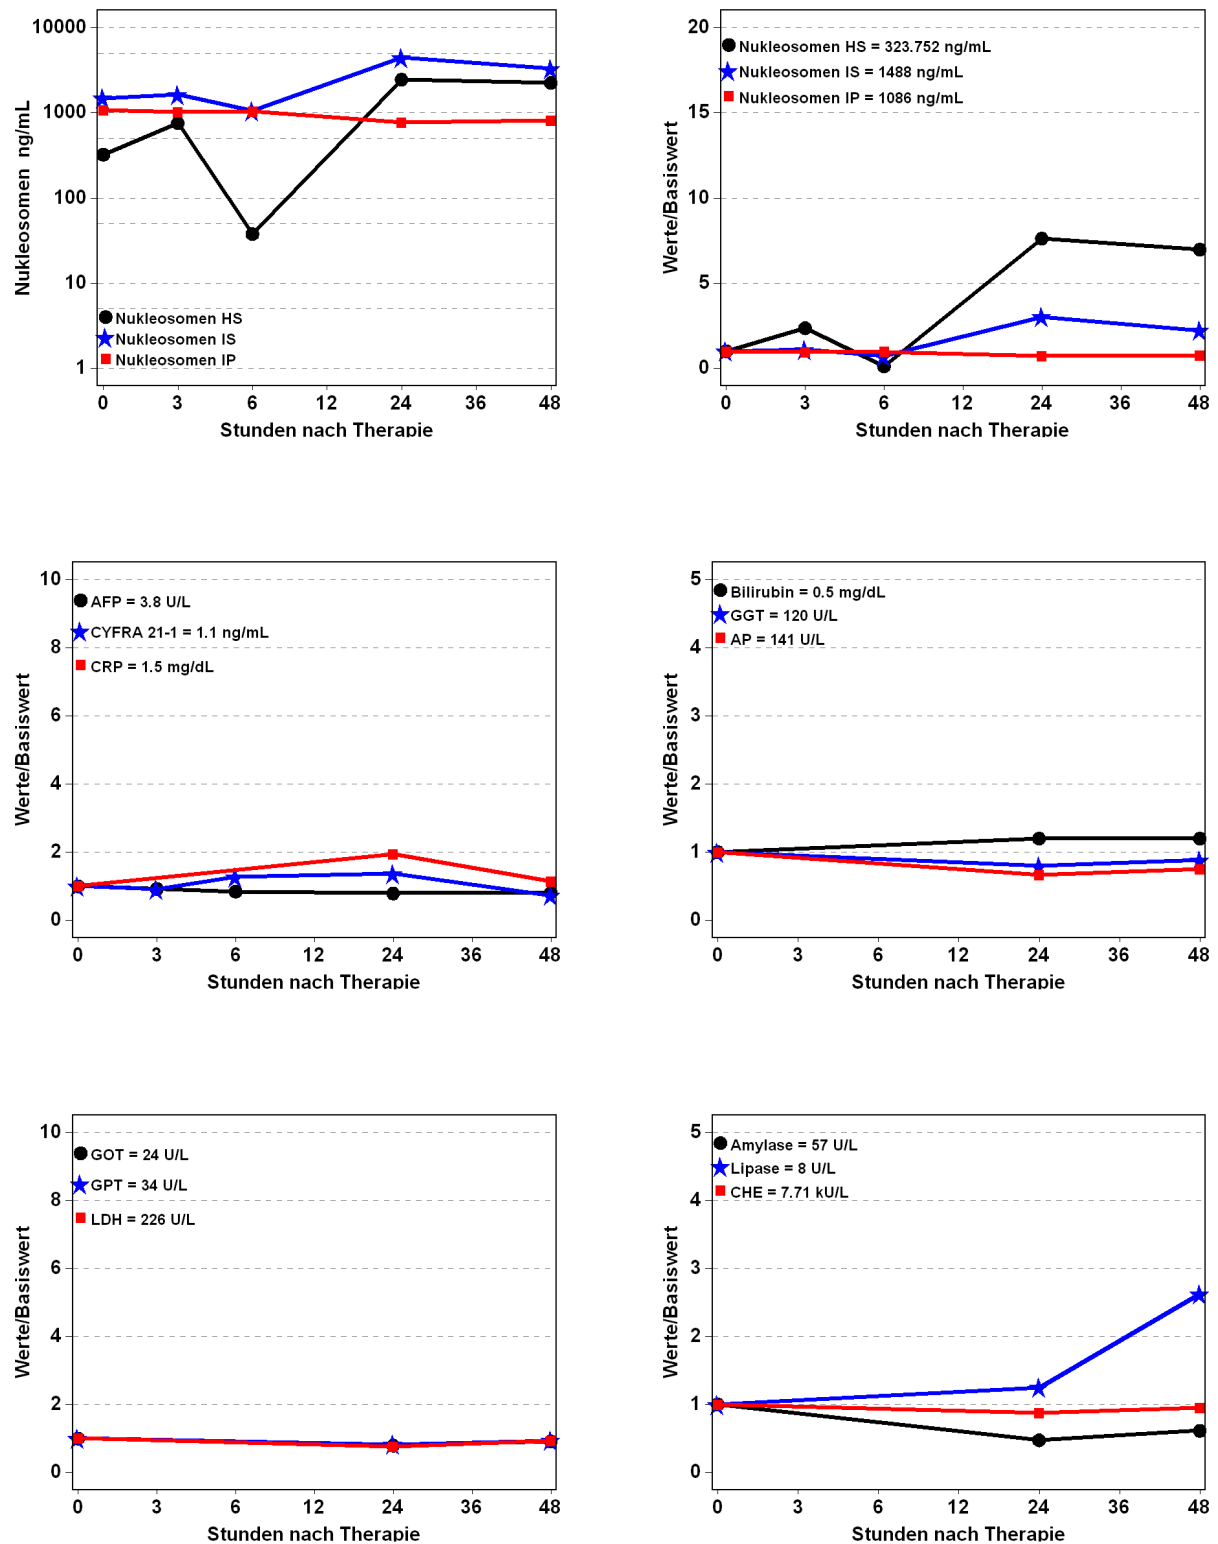 10000
1000
100
10
1
Nukleosomen ng/mL
Nukleosomen HS
Nukleosomen IS
Nukleosomen IP
0 3 6 12 24 36 48
Stunden nach Therapie
20
15
10
5
0
Werte/Basiswert
Nukleosomen HS = 323.752 ng/mL
Nukleosomen IS = 1488 ng/mL
Nukleosomen IP = 1086 ng/mL
0 3 6 12 24 36 48
Stunden nach Therapie
10
8
6
4
2
0
Werte/Basiswert
AFP = 3.8 U/L
CYFRA 21-1 = 1.1 ng/mL
CRP = 1.5 mg/dL
0 3 6 12 24 36 48
Stunden nach Therapie
5
4
3
2
1
0
Werte/Basiswert
Bilirubin = 0.5 mg/dL
GGT = 120 U/L
AP = 141 U/L
0 3 6 12 24 36 48
Stunden nach Therapie
10
8
6
4
2
0
Werte/Basiswert
GOT = 24 U/L
GPT = 34 U/L
LDH = 226 U/L
0 3 6 12 24 36 48
Stunden nach Therapie
5
4
3
2
1
0
Werte/Basiswert
Amylase = 57 U/L
Lipase = 8 U/L
CHE = 7.71 kU/L
0 3 6 12 24 36 48
Stunden nach Therapie